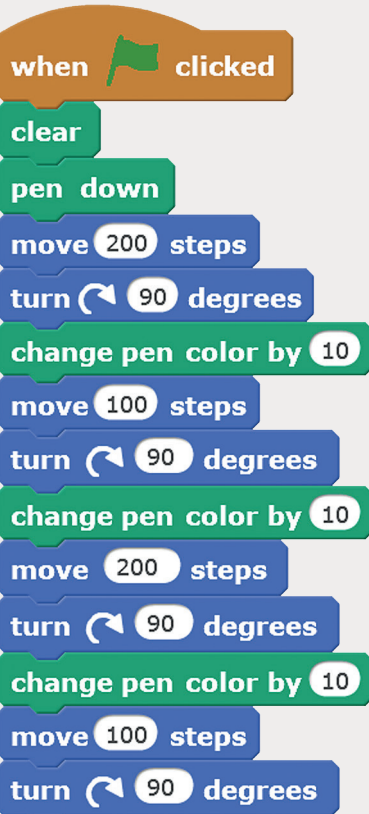 when clicked
clear
pen down
move 200 steps
turn 90 degrees
change pen color by 10
move 100 steps
turn 90 degrees
change pen color by 10
move 200 steps
turn 90 degrees
change pen color by 10
move 100 steps
turn 90 degrees